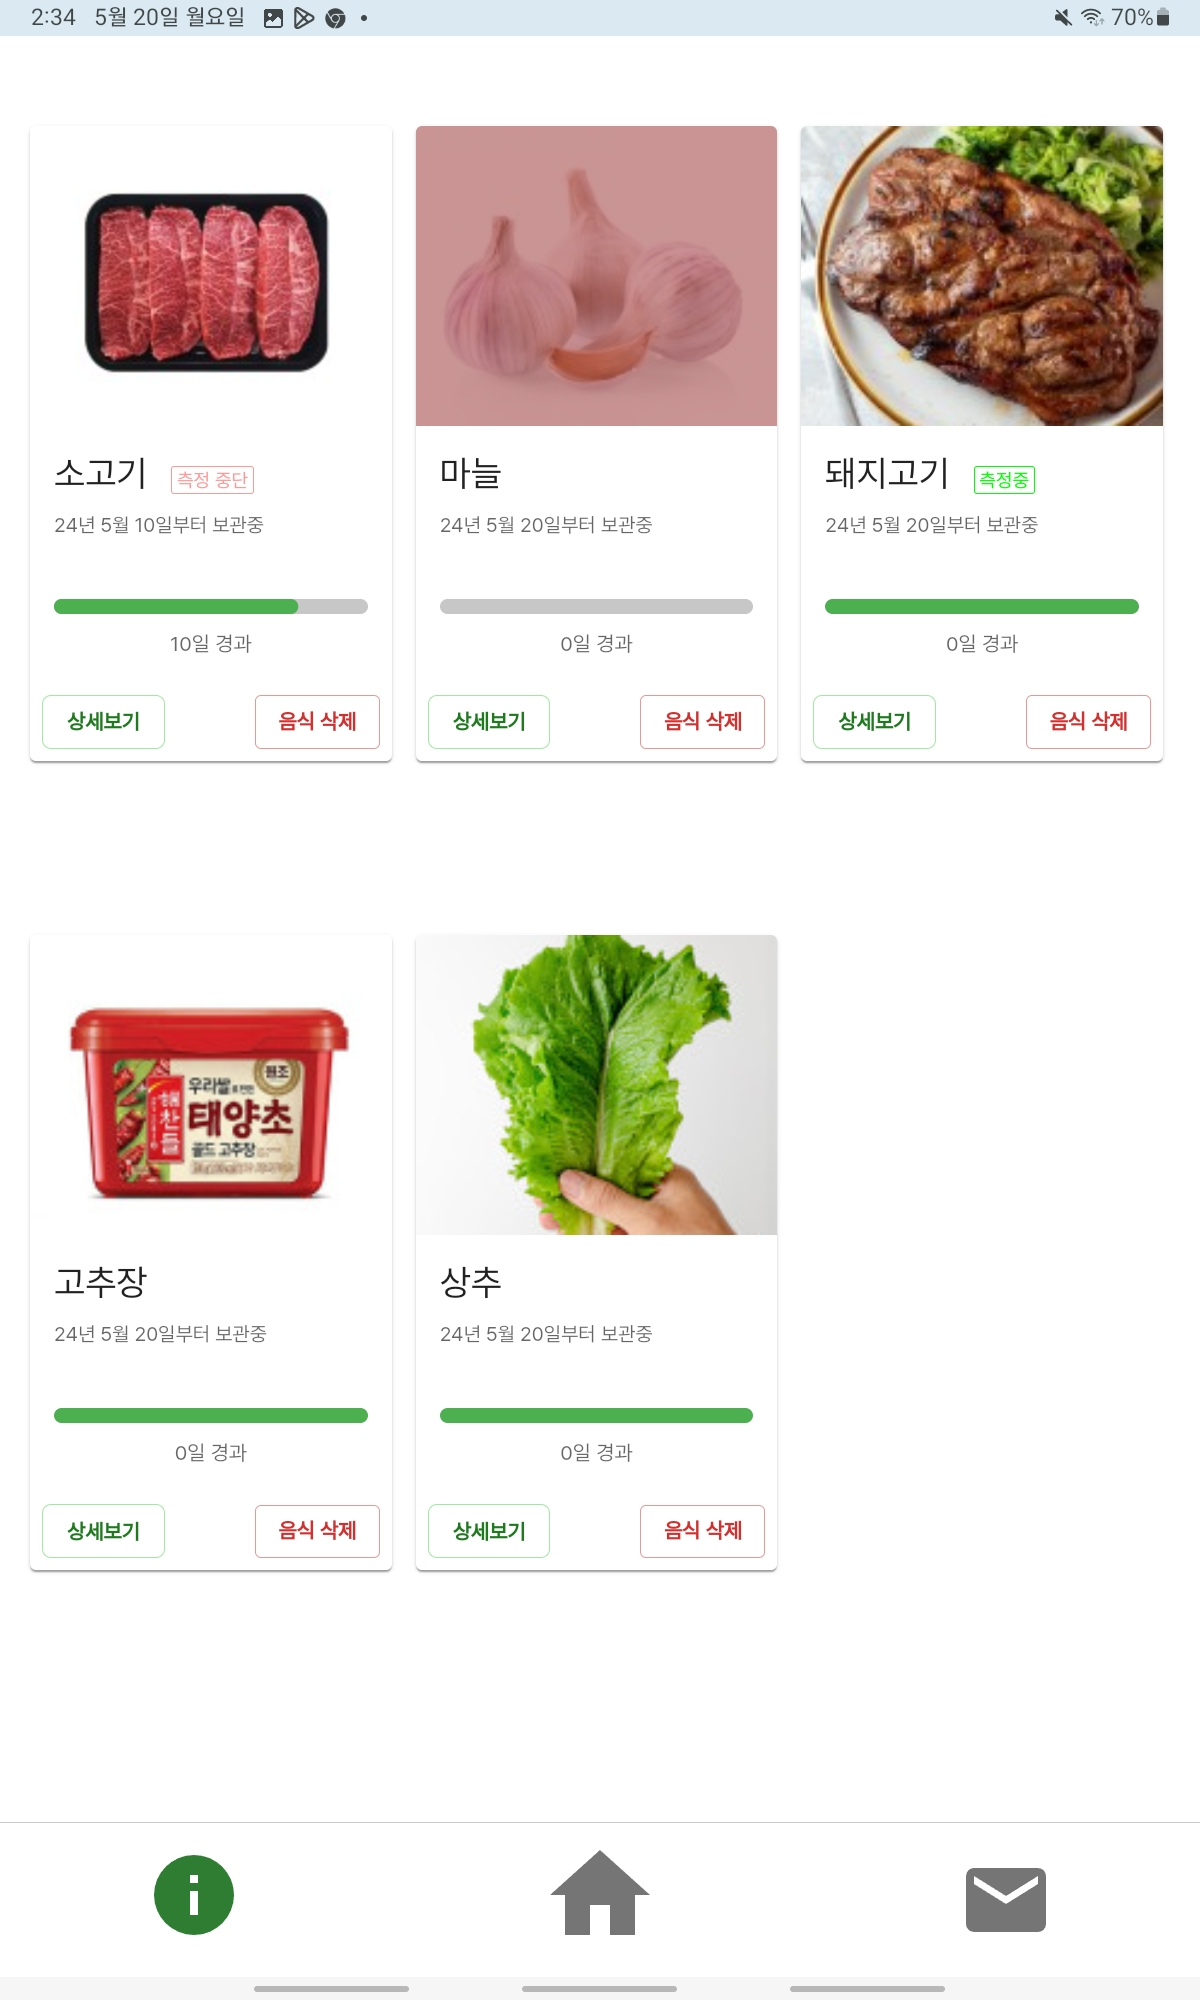 2:34 5월 20일 월요일
70%
소고기 측정 중단
24년 5월 10일부터 보관중
10일 경과
상세보기 음식 삭제
마늘
24년 5월 20일부터 보관중
0일 경과
상세보기 음식 삭제
돼지고기 측정중
24년 5월 20일부터 보관중
0일 경과
상세보기 음식 삭제
원조
우리쌀로 만든
해찬들
태양초
골드 고추장
고추장
24년 5월 20일부터 보관중
0일 경과
상세보기 음식 삭제
상추
24년 5월 20일부터 보관중
0일 경과
상세보기 음식 삭제